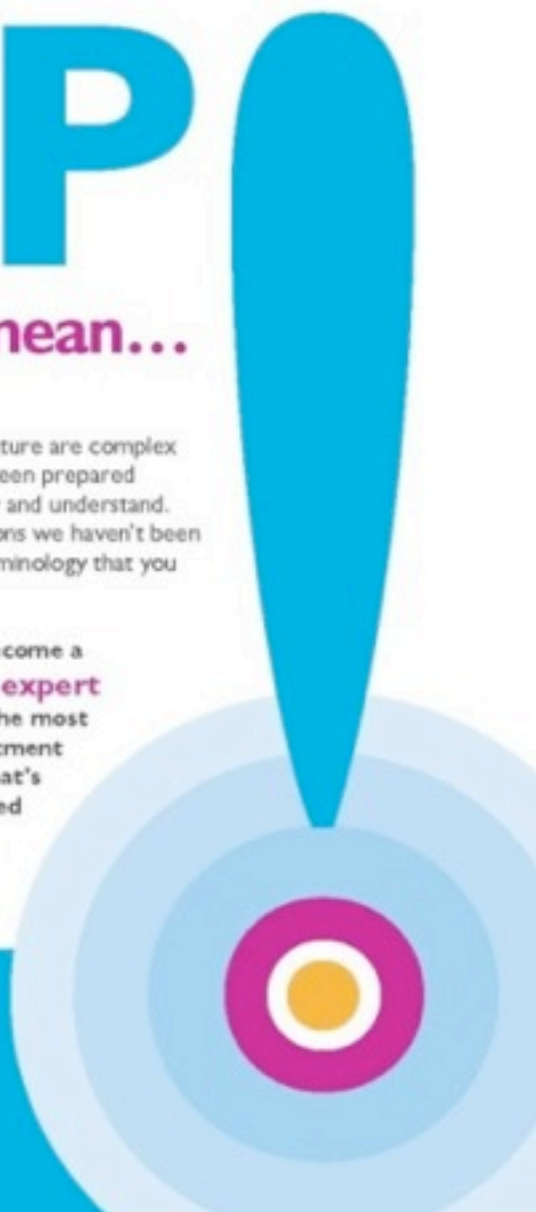 P!
mean...
ture are complex
een prepared
and understand.
ons we haven't been
minology that you
come a
expert
he most
tment
at's
ed